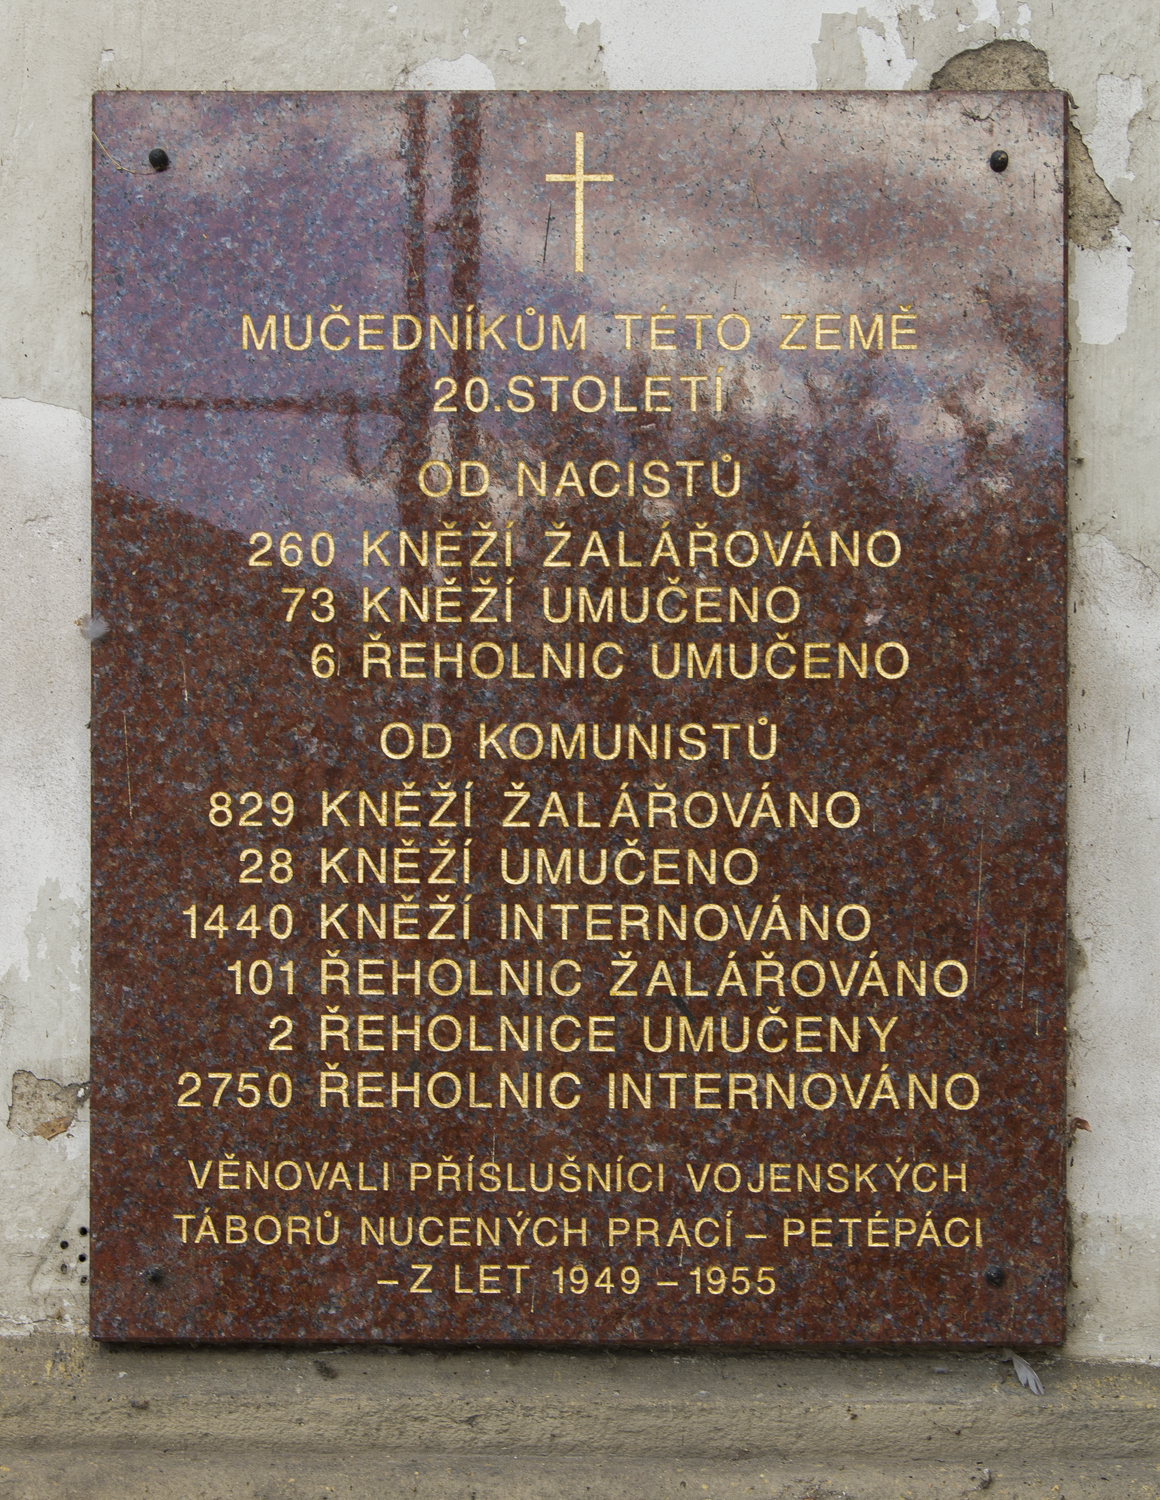 MUČEDNÍKŮM TÉTO ZEMĚ
20.STOLETÍ
OD NACISTŮ
260 KNĚŽÍ ŽALÁŘOVÁNO
73 KNĚŽÍ UMUČENO
6 ŘEHOLNIC UMUČENO
OD KOMUNISTŮ
829 KNĚŽÍ ŽALÁŘOVÁNO
28 KNĚŽÍ UMUČENO
1440 KNĚŽÍ INTERNOVÁNO
101 ŘEHOLNIC ŽALÁŘOVÁNO
2 ŘEHOLNICE UMUČENY
2750 ŘEHOLNIC INTERNOVÁNO
VĚNOVALI PŘÍSLUŠNÍCI VOJENSKÝCH
TÁBORŮ NUCENÝCH PRACÍ – PETÉPÁCI
– Z LET 1949 – 1955